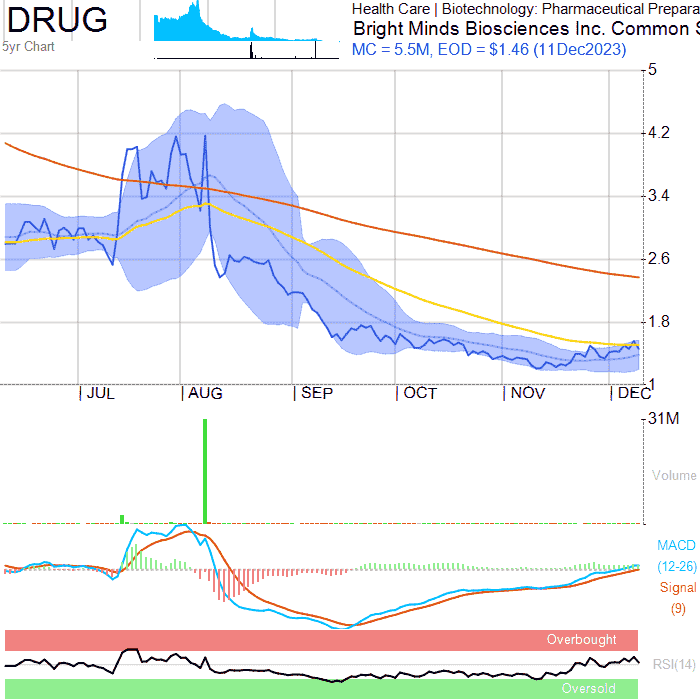 DRUG
5yr Chart
Health Care | Biotechnology: Pharmaceutical Prepara
Bright Minds Biosciences Inc. Common S
MC = 5.5M, EOD = $1.46 (11Dec2023)
5
4.2
3.4
2.6
1.8
1
JUL
AUG
SEP
OCT
NOV
DEC
31M
Volume
MACD
(12-26)
Signal
(9)
Overbought
RSI(14)
Oversold